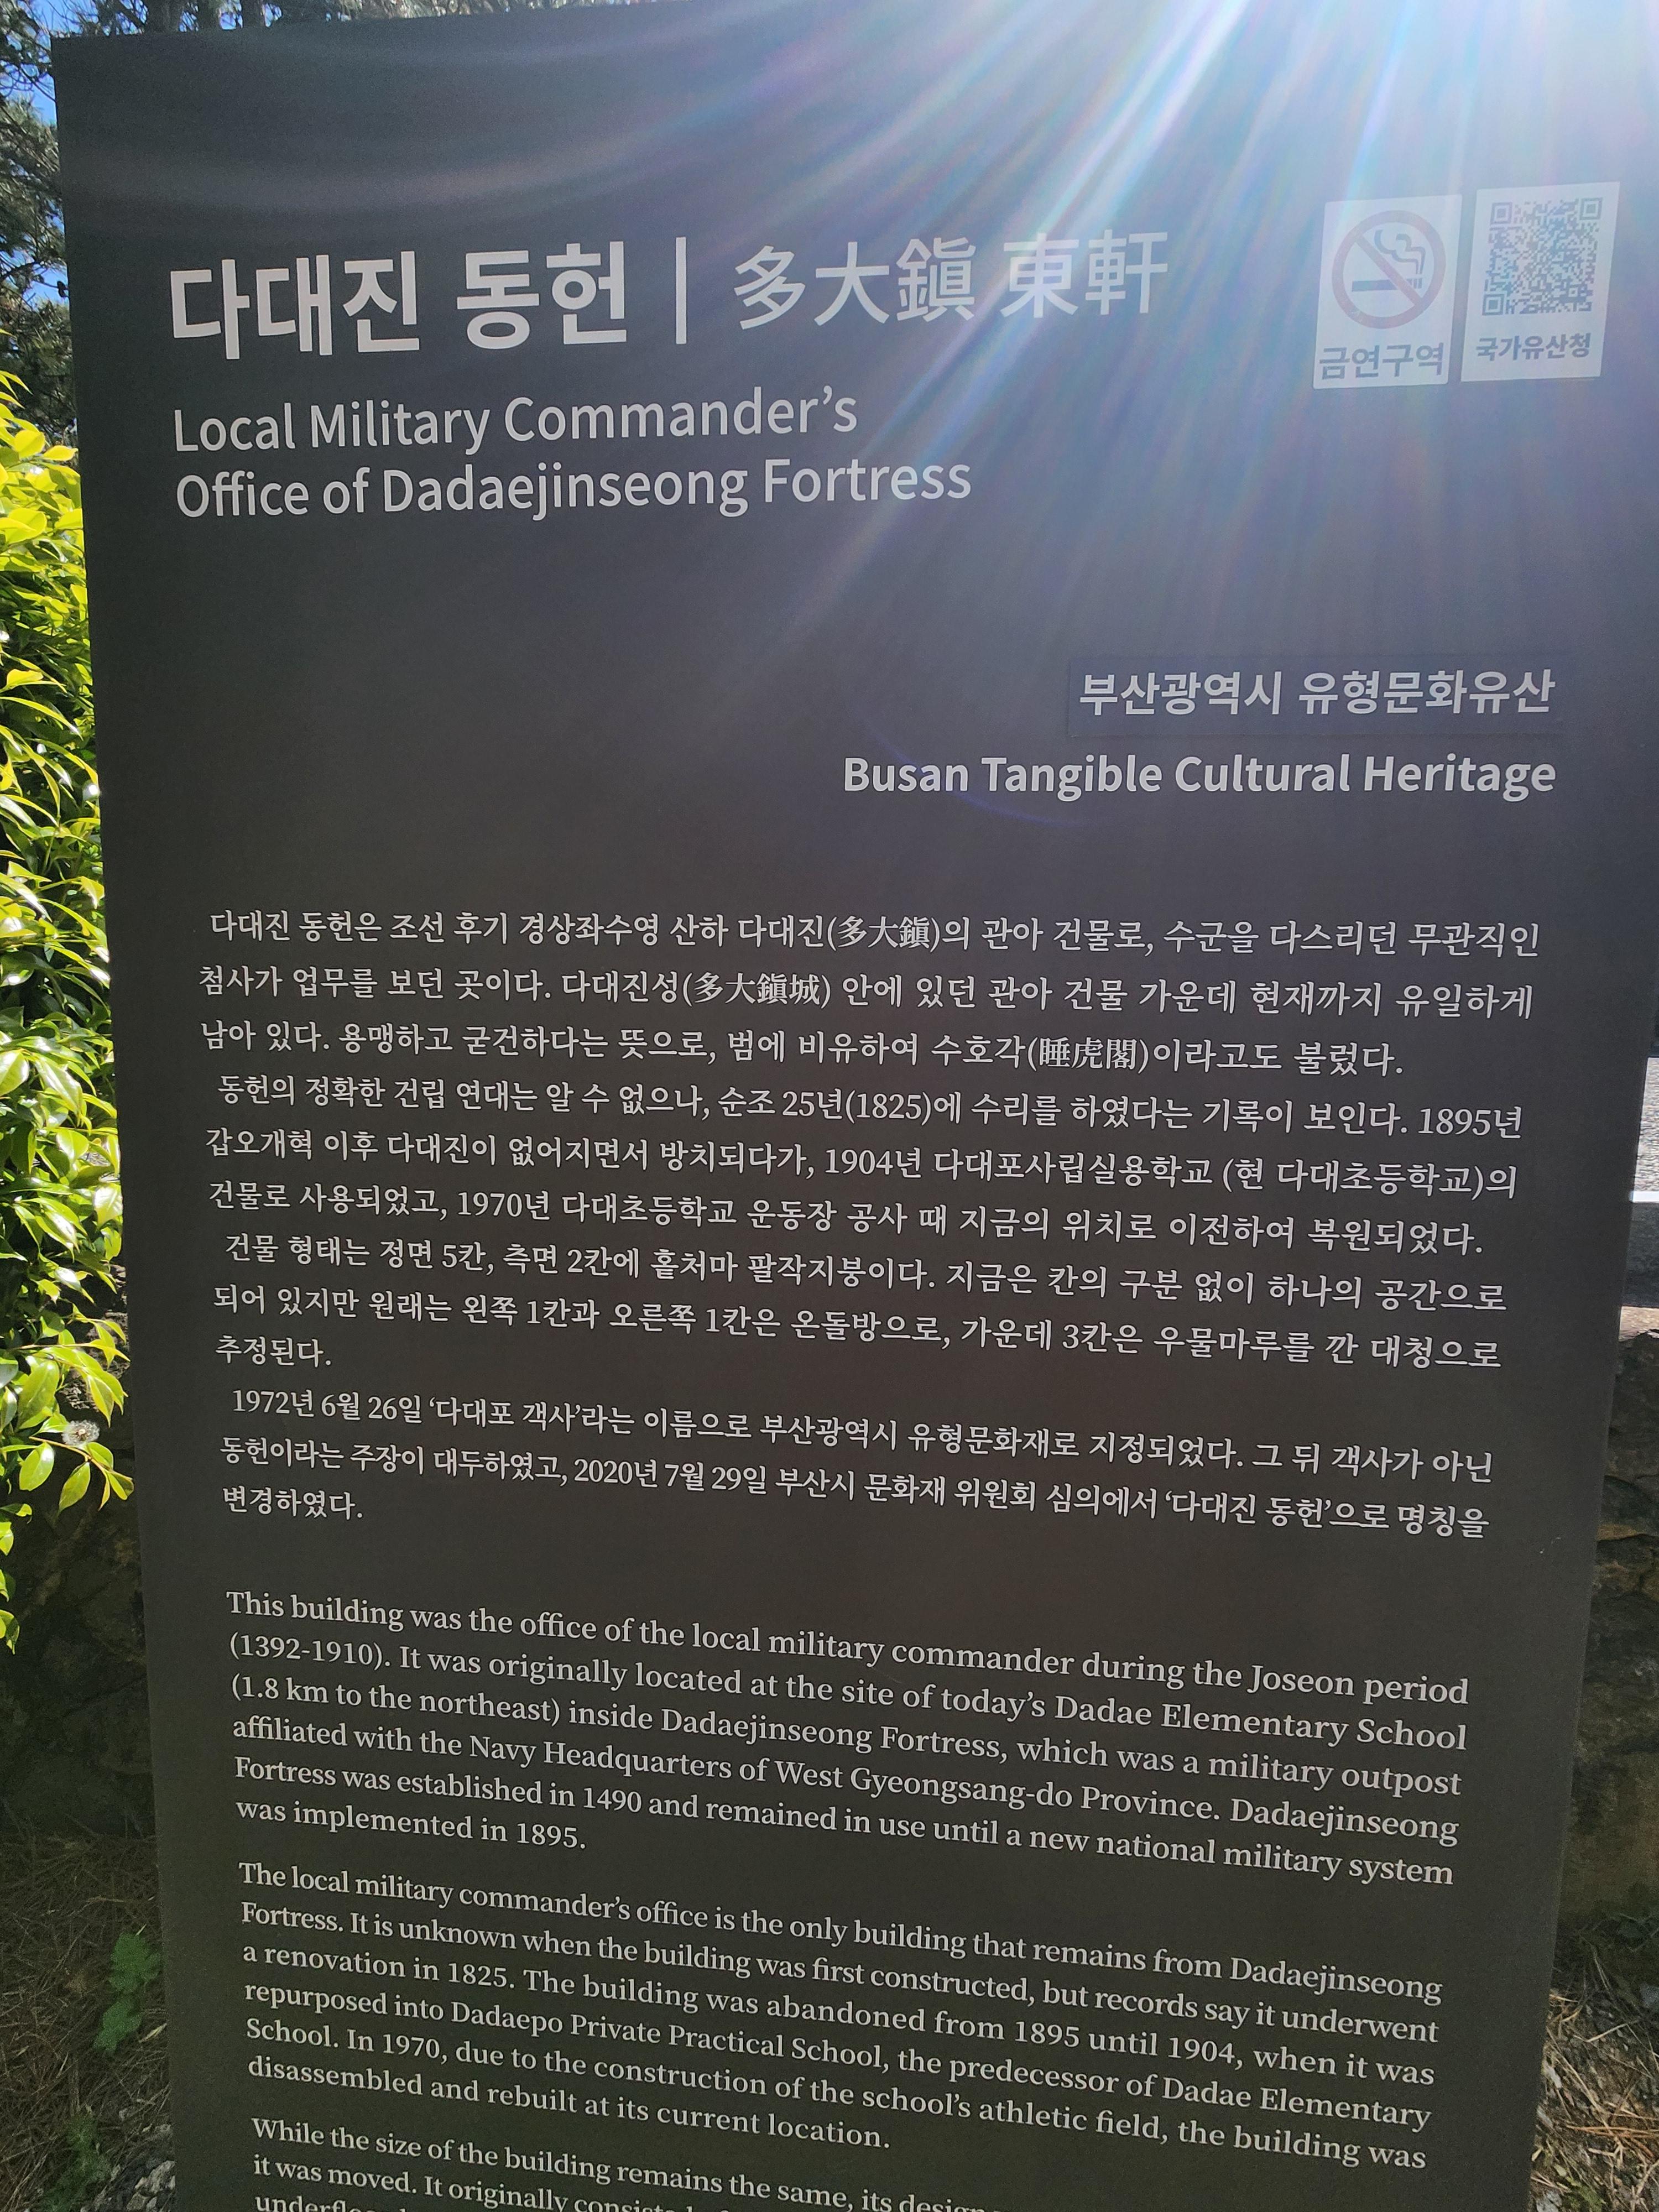 다대진 동헌 | 多大鎭 東軒
금연구역
국가유산청
Local Military Commander’s
Office of Dadaejinseong Fortress
부산광역시 유형문화유산
Busan Tangible Cultural Heritage
다대진 동헌은 조선 후기 경상좌수영 산하 다대진(多大鎭)의 관아 건물로, 수군을 다스리던 무관직인
첨사가 업무를 보던 곳이다. 다대진성(多大鎭城) 안에 있던 관아 건물 가운데 현재까지 유일하게
남아 있다. 용맹하고 굳건하다는 뜻으로, 범에 비유하여 수호각(睡虎閣)이라고도 불렀다.
동헌의 정확한 건립 연대는 알 수 없으나, 순조 25년(1825)에 수리를 하였다는 기록이 보인다. 1895년
갑오개혁 이후 다대진이 없어지면서 방치되다가, 1904년 다대포사립실용학교 (현 다대초등학교)의
건물로 사용되었고, 1970년 다대초등학교 운동장 공사 때 지금의 위치로 이전하여 복원되었다.
건물 형태는 정면 5칸, 측면 2칸에 홑처마 팔작지붕이다. 지금은 칸의 구분 없이 하나의 공간으로
되어 있지만 원래는 왼쪽 1칸과 오른쪽 1칸은 온돌방으로, 가운데 3칸은 우물마루를 깐 대청으로
추정된다.
1972년 6월 26일 ‘다대포 객사’라는 이름으로 부산광역시 유형문화재로 지정되었다. 그 뒤 객사가 아닌
동헌이라는 주장이 대두하였고, 2020년 7월 29일 부산시 문화재 위원회 심의에서 ‘다대진 동헌’으로 명칭을
변경하였다.
This building was the office of the local military commander during the Joseon period
(1392-1910). It was originally located at the site of today’s Dadae Elementary School
(1.8 km to the northeast) inside Dadaejinseong Fortress, which was a military outpost
affiliated with the Navy Headquarters of West Gyeongsang-do Province. Dadaejinseong
Fortress was established in 1490 and remained in use until a new national military system
was implemented in 1895.
The local military commander’s office is the only building that remains from Dadaejinseong
Fortress. It is unknown when the building was first constructed, but records say it underwent
a renovation in 1825. The building was abandoned from 1895 until 1904, when it was
repurposed into Dadaepo Private Practical School, the predecessor of Dadae Elementary
School. In 1970, due to the construction of the school’s athletic field, the building was
disassembled and rebuilt at its current location.
While the size of the building remains the same, its design
it was moved. It originally